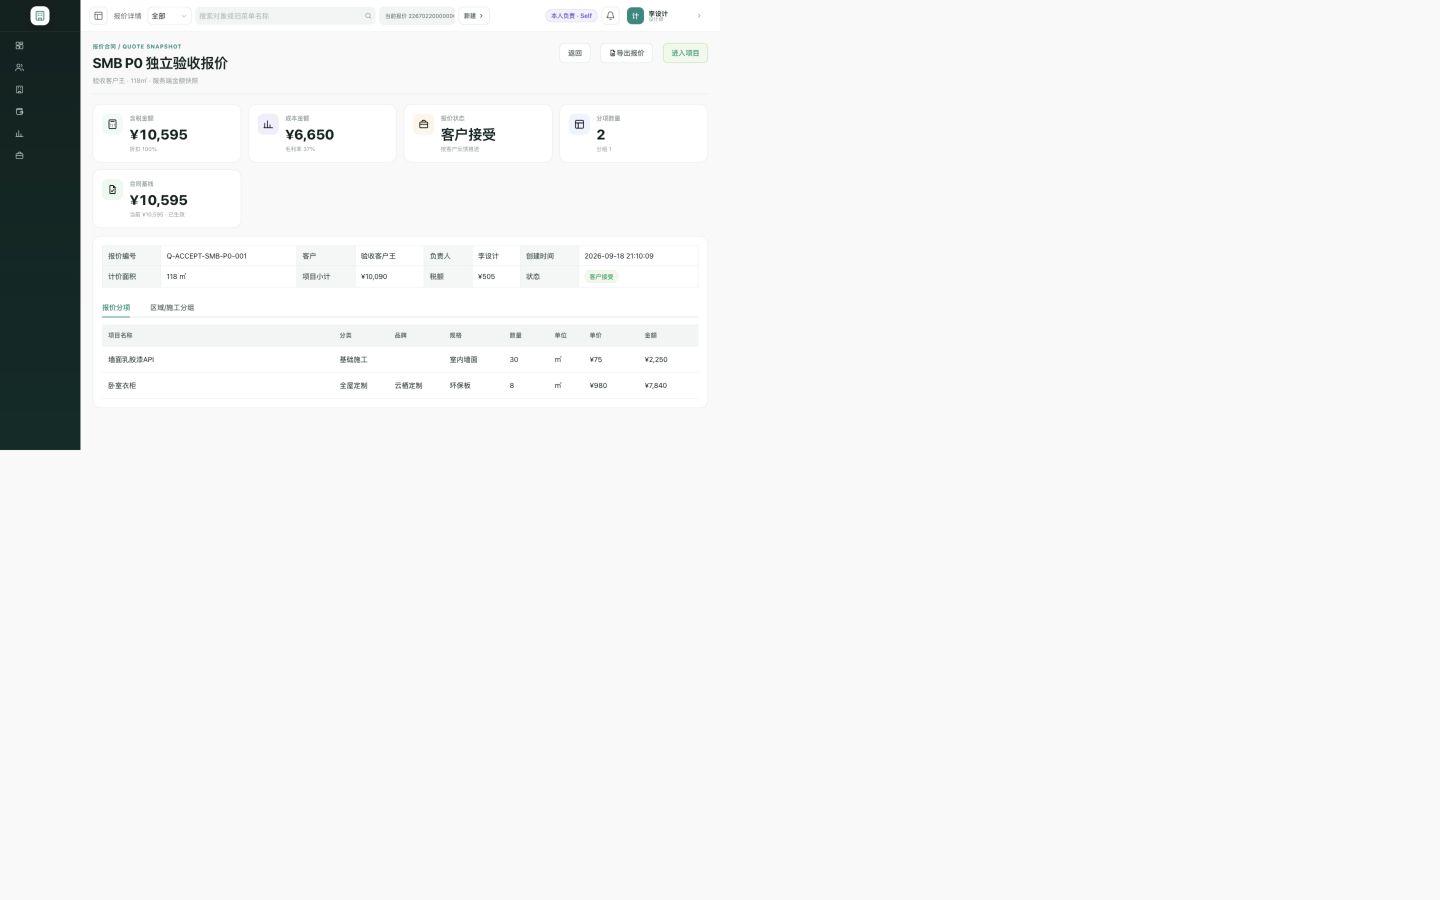 报价详情 全部 搜索对象或旧菜单名称 当前报价 2267022000000 新建 本人负责 · Self 计 李设计
报价合同 / QUOTE SNAPSHOT
SMB P0 独立验收报价
验收客户王 · 118㎡ · 服务端金额快照
返回 导出报价 进入项目
含税金额
¥10,595
折扣 100%
成本金额
¥6,650
毛利率 37%
报价状态
客户接受
按客户反馈推进
分项数量
2
分组 1
合同基线
¥10,595
当前 ¥10,595 · 已生效
报价编号 Q-ACCEPT-SMB-P0-001 客户 验收客户王 负责人 李设计 创建时间 2026-09-18 21:10:09
计价面积 118 ㎡ 项目小计 ¥10,090 税额 ¥505 状态 客户接受
报价分项 区域/施工分组
项目名称 分类 品牌 规格 数量 单位 单价 金额
墙面乳胶漆API 基础施工 室内墙面 30 ㎡ ¥75 ¥2,250
卧室衣柜 全屋定制 云栖定制 环保板 8 ㎡ ¥980 ¥7,840